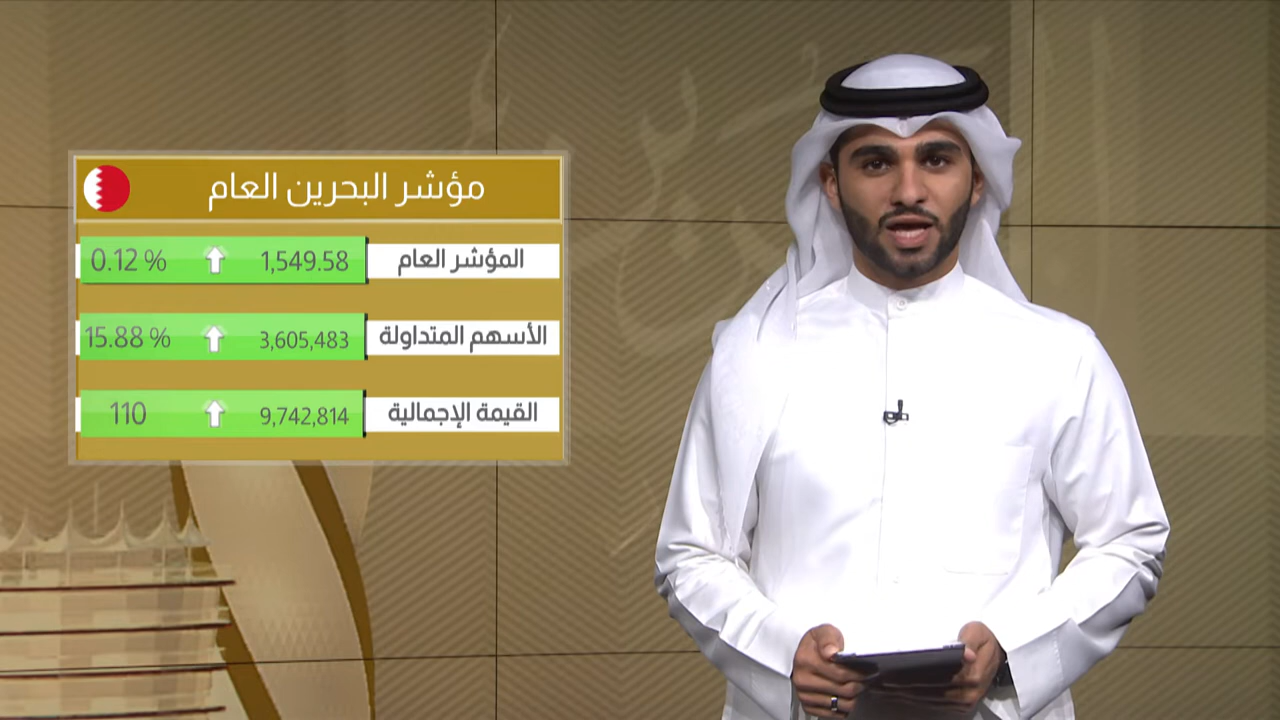 مؤشر البحرين العام
المؤشر العام 1,549.58 0.12 %
الأسهم المتداولة 3,605,483 15.88 %
القيمة الإجمالية 9,742,814 110